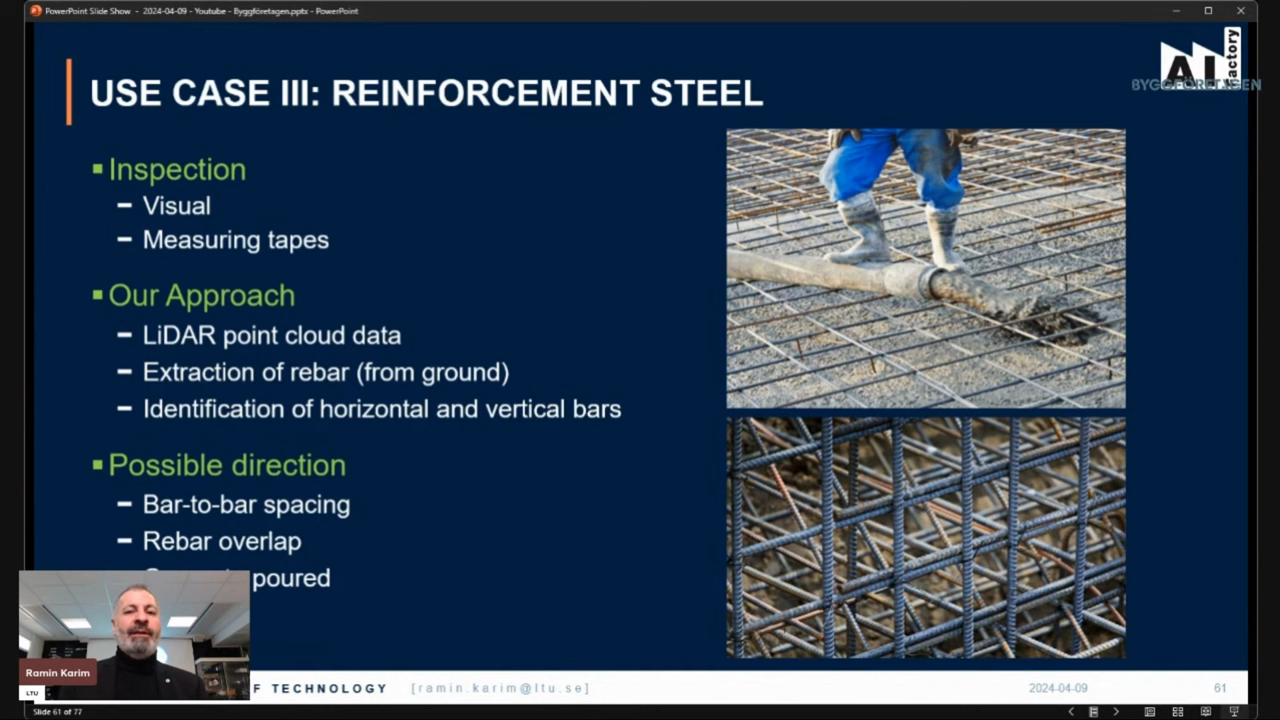 PowerPoint Slide Show - 2024-04-09 - Youtube - Byggföretagen.pptx - PowerPoint
AI Factory
BYGGFÖRETAGEN
USE CASE III: REINFORCEMENT STEEL
Inspection
Visual
Measuring tapes
Our Approach
LiDAR point cloud data
Extraction of rebar (from ground)
Identification of horizontal and vertical bars
Possible direction
Bar-to-bar spacing
Rebar overlap
poured
Ramin Karim
LTU
F TECHNOLOGY [ramin.karim@ltu.se] 2024-04-09 61
Slide 61 of 77